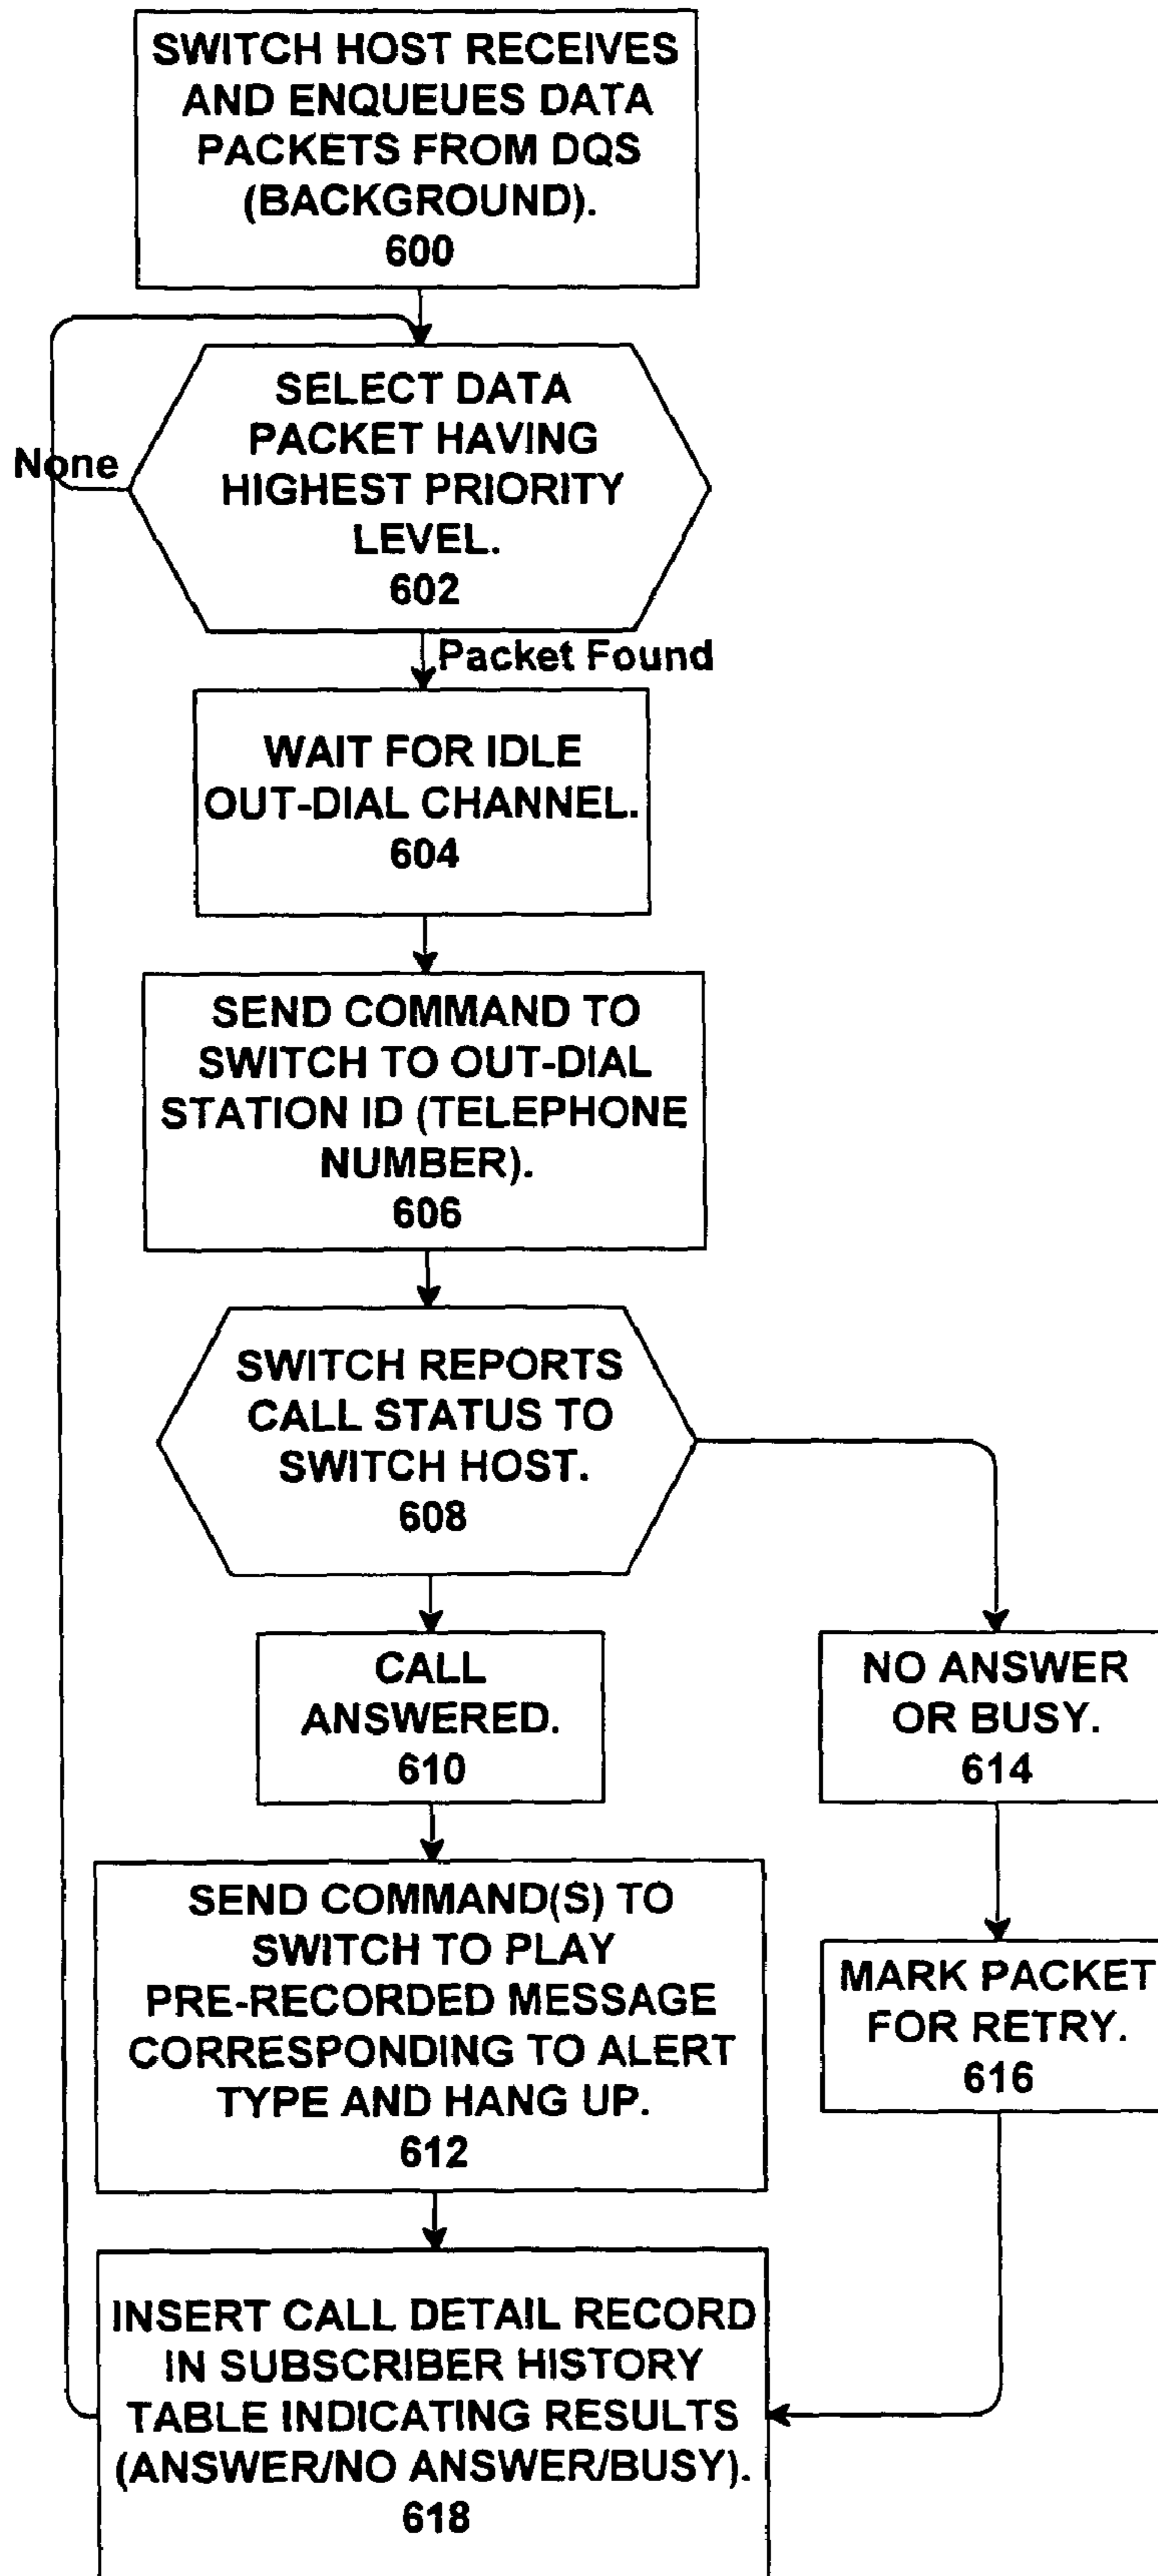 SWITCH HOST RECEIVES
AND ENQUEUES DATA
PACKETS FROM DQS
(BACKGROUND).
600
SELECT DATA
PACKET HAVING
HIGHEST PRIORITY
LEVEL.
602
None
Packet Found
WAIT FOR IDLE
OUT-DIAL CHANNEL.
604
SEND COMMAND TO
SWITCH TO OUT-DIAL
STATION ID (TELEPHONE
NUMBER).
606
SWITCH REPORTS
CALL STATUS TO
SWITCH HOST.
608
CALL
ANSWERED.
610
NO ANSWER
OR BUSY.
614
SEND COMMAND(S) TO
SWITCH TO PLAY
PRE-RECORDED MESSAGE
CORRESPONDING TO ALERT
TYPE AND HANG UP.
612
MARK PACKET
FOR RETRY.
616
INSERT CALL DETAIL RECORD
IN SUBSCRIBER HISTORY
TABLE INDICATING RESULTS
(ANSWER/NO ANSWER/BUSY).
618